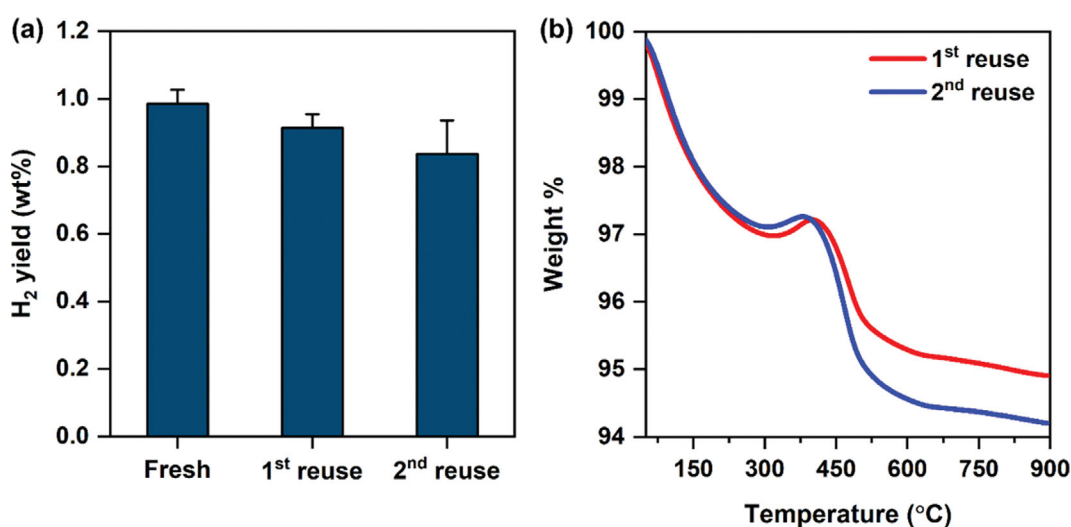 (a)
H₂ yield (wt%)
1.2
1.0
0.8
0.6
0.4
0.2
0.0
Fresh 1ˢᵗ reuse 2ⁿᵈ reuse
(b)
Weight %
100
99
98
97
96
95
94
1ˢᵗ reuse
2ⁿᵈ reuse
150 300 450 600 750 900
Temperature (°C)